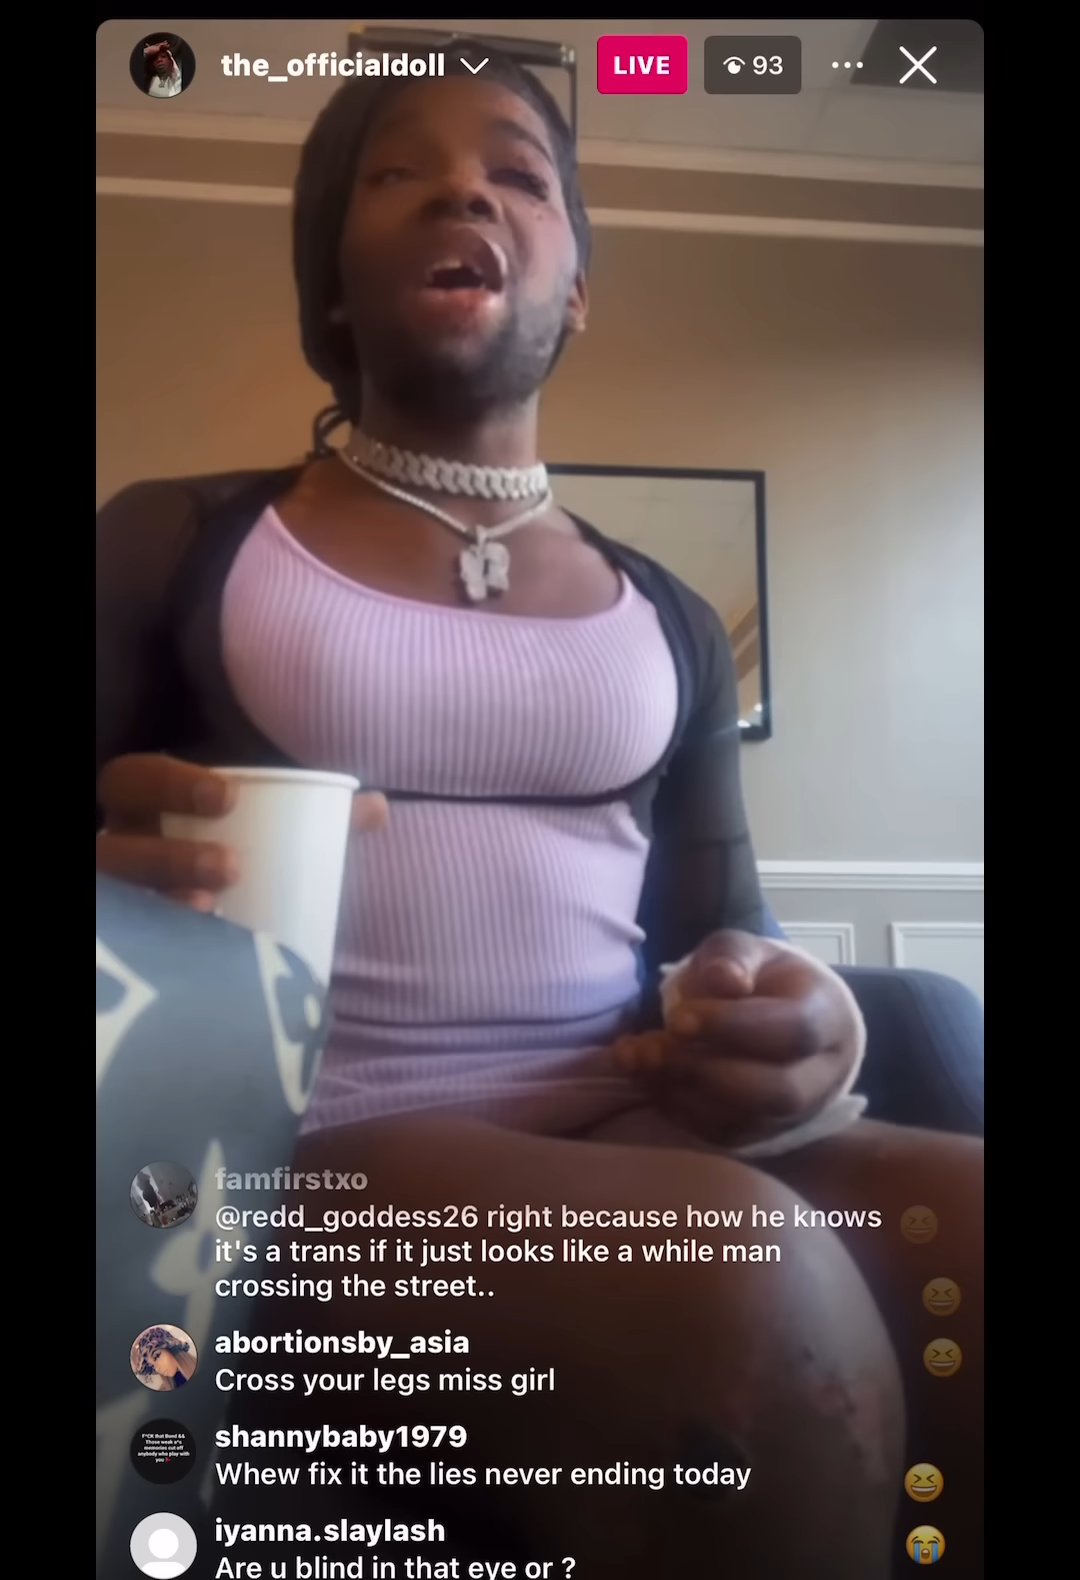 the_officialdoll
LIVE
93
famfirstxo
@redd_goddess26 right because how he knows
it's a trans if it just looks like a while man
crossing the street..
abortionsby_asia
Cross your legs miss girl
shannybaby1979
Whew fix it the lies never ending today
iyanna.slaylash
Are u blind in that eye or ?